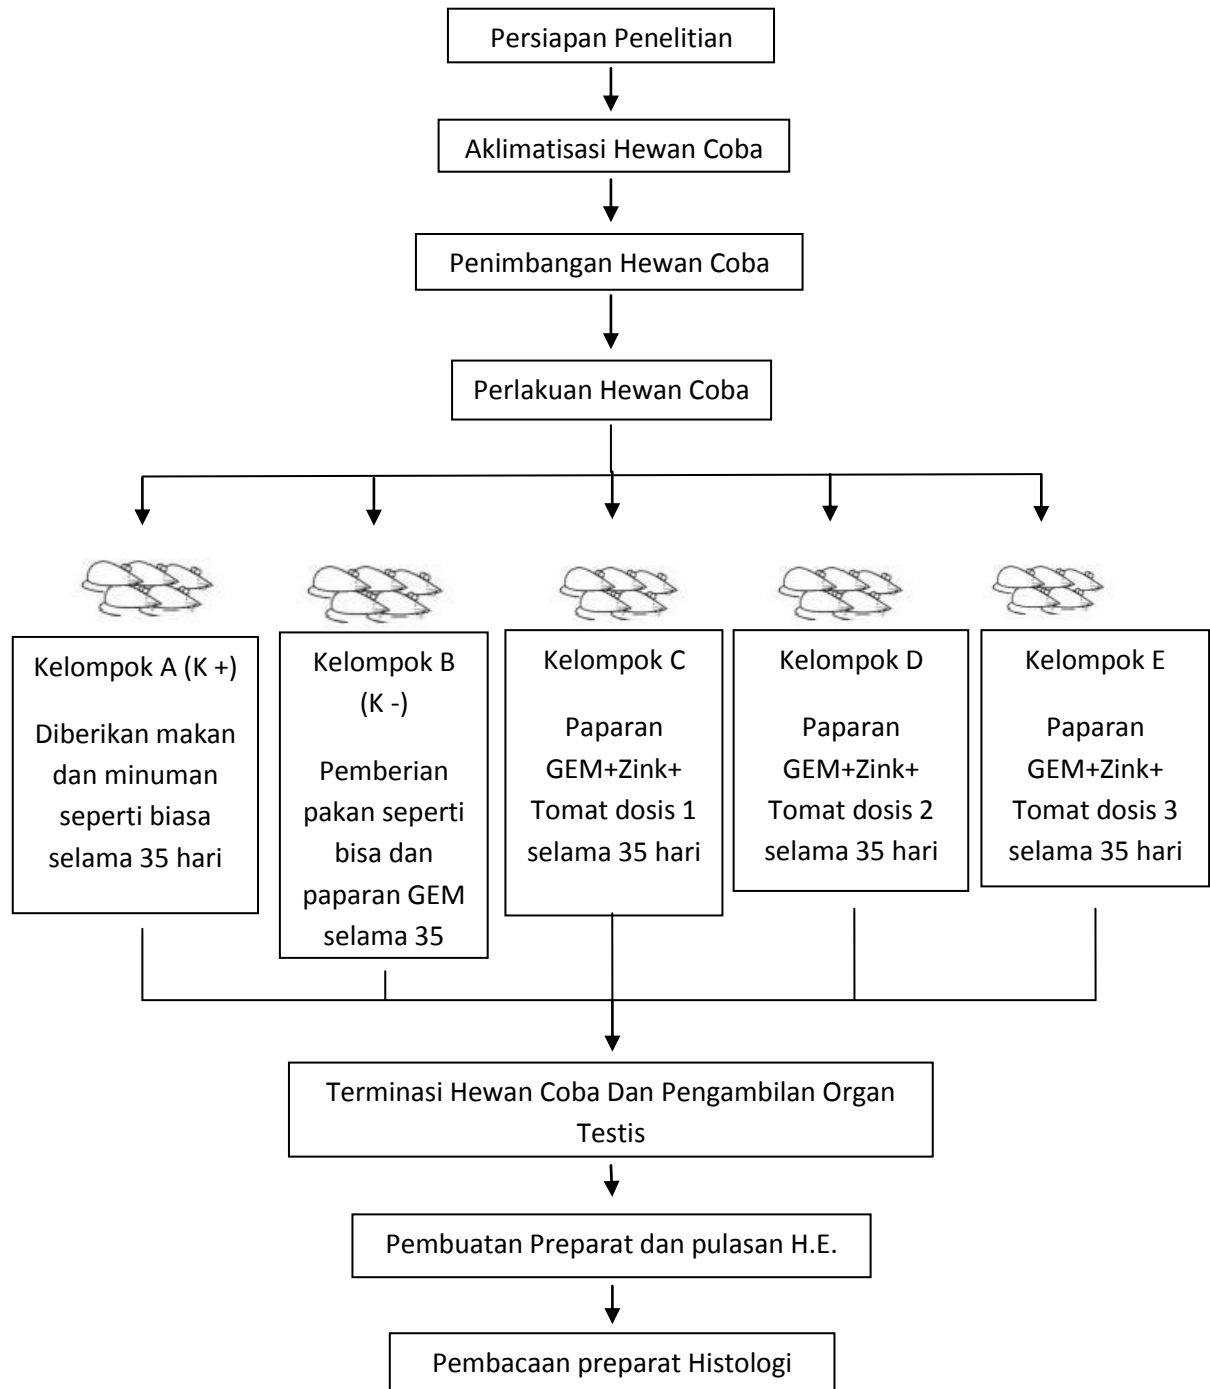 Persiapan Penelitian
Aklimatisasi Hewan Coba
Penimbangan Hewan Coba
Perlakuan Hewan Coba
Kelompok A (K +)
Diberikan makan
dan minuman
seperti biasa
selama 35 hari
Kelompok B
(K -)
Pemberian
pakan seperti
bisa dan
paparan GEM
selama 35
Kelompok C
Paparan
GEM+Zink+
Tomat dosis 1
selama 35 hari
Kelompok D
Paparan
GEM+Zink+
Tomat dosis 2
selama 35 hari
Kelompok E
Paparan
GEM+Zink+
Tomat dosis 3
selama 35 hari
Terminasi Hewan Coba Dan Pengambilan Organ
Testis
Pembuatan Preparat dan pulasan H.E.
Pembacaan preparat Histologi